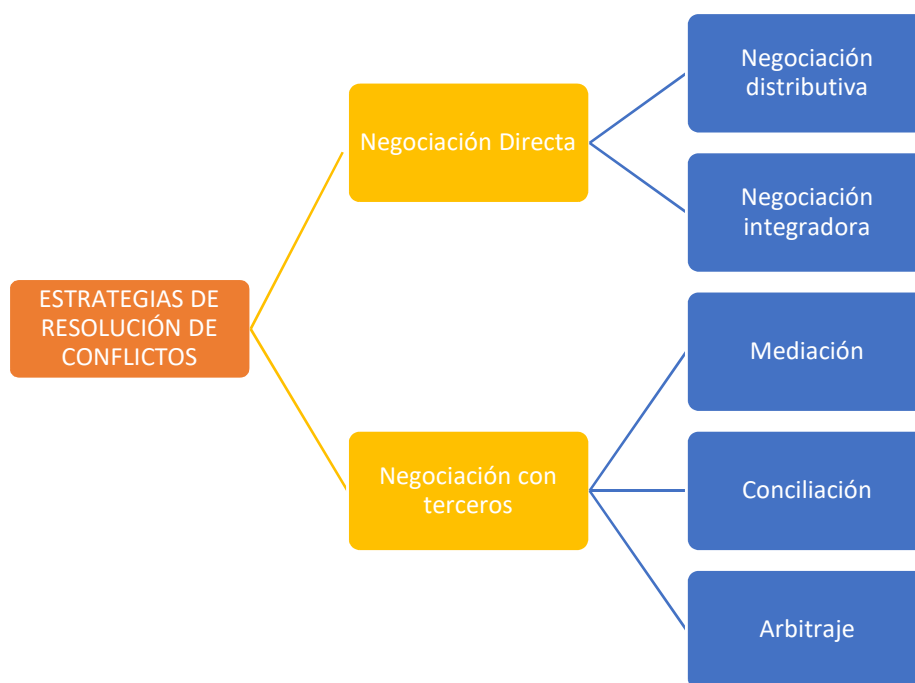 ESTRATEGIAS DE
RESOLUCIÓN DE
CONFLICTOS
Negociación Directa
Negociación
distributiva
Negociación
integradora
Negociación con
terceros
Mediación
Conciliación
Arbitraje